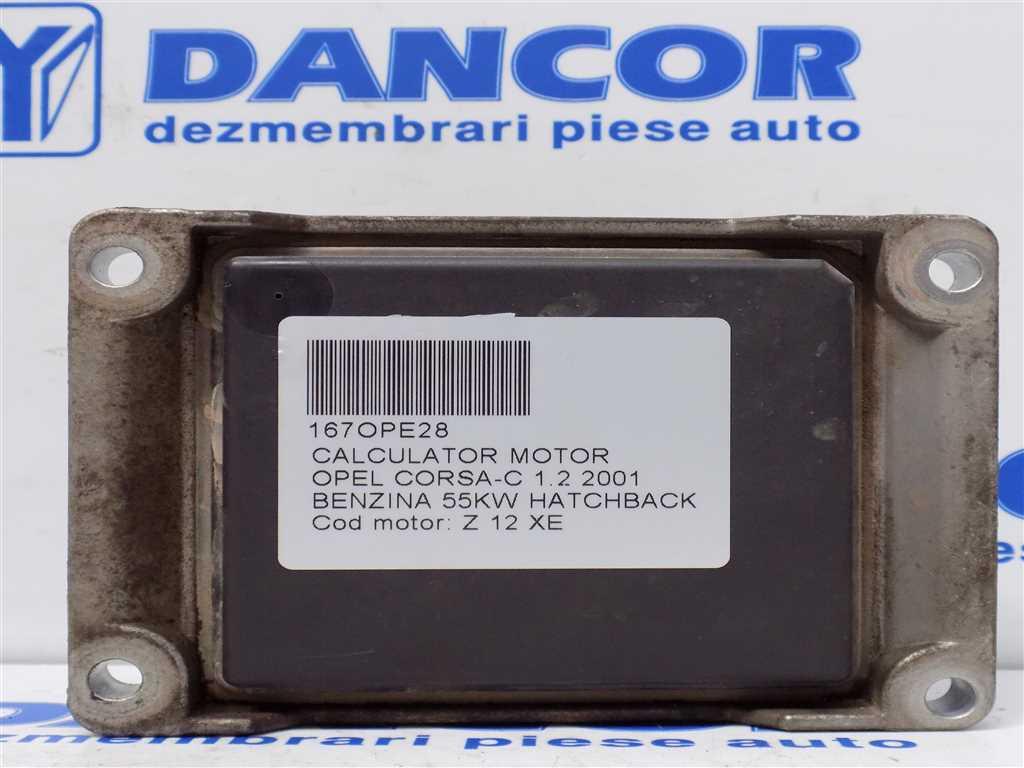 DANCOR
dezmembrari piese auto
167OPE28
CALCULATOR MOTOR
OPEL CORSA-C 1.2 2001
BENZINA 55KW HATCHBACK
Cod motor: Z 12 XE
dezmembrari piese auto